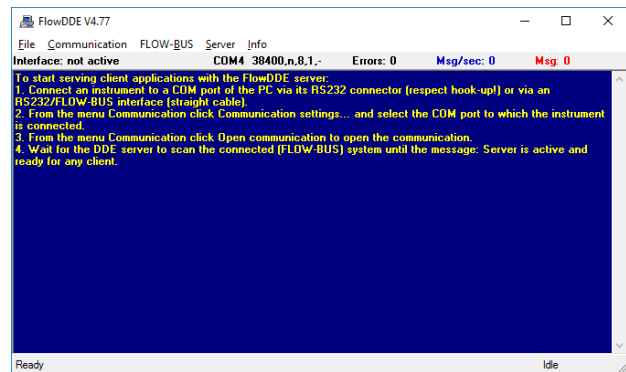 FlowDDE V4.77
File Communication FLOW-BUS Server Info
Interface: not active COM4 38400,n,8,1,- Errors: 0 Msg/sec: 0 Msg: 0
To start serving client applications with the FlowDDE server:
1. Connect an instrument to a COM port of the PC via its RS232 connector (respect hook-up!) or via an
RS232/FLOW-BUS interface (straight cable).
2. From the menu Communication click Communication settings... and select the COM port to which the instrument
is connected.
3. From the menu Communication click Open communication to open the communication.
4. Wait for the DDE server to scan the connected (FLOW-BUS) system until the message: Server is active and
ready for any client.
Ready Idle